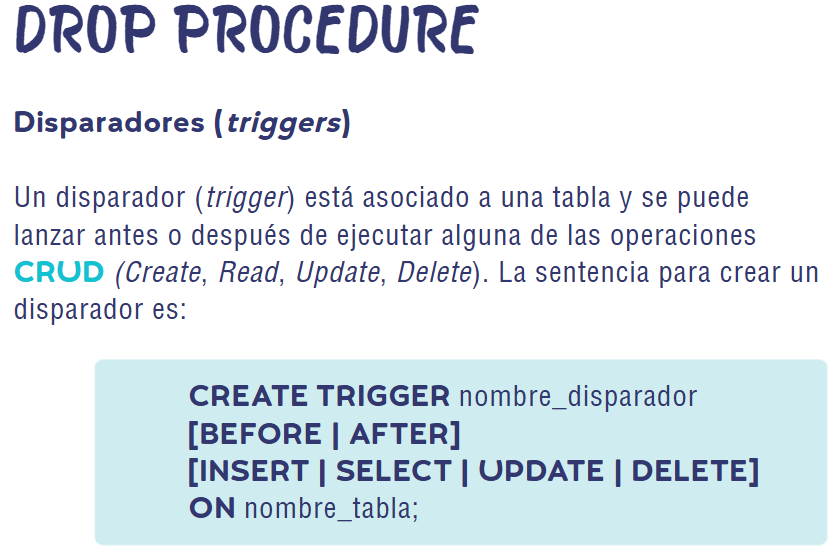 DROP PROCEDURE
Disparadores (triggers)
Un disparador (trigger) está asociado a una tabla y se puede
lanzar antes o después de ejecutar alguna de las operaciones
CRUD (Create, Read, Update, Delete). La sentencia para crear un
disparador es:
CREATE TRIGGER nombre_disparador
[BEFORE | AFTER]
[INSERT | SELECT | UPDATE | DELETE]
ON nombre_tabla;